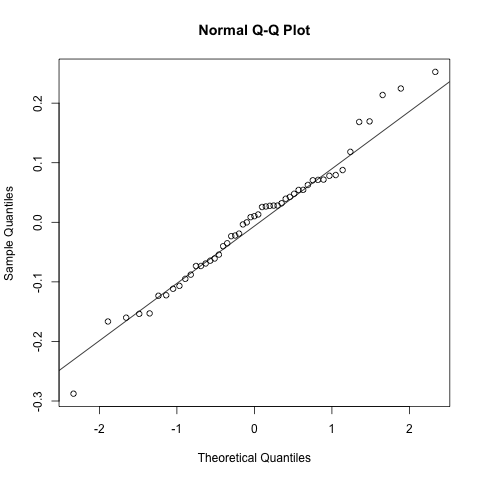 Normal Q-Q Plot
Sample Quantiles
0.2
0.1
0.0
-0.1
-0.2
-0.3
-2 -1 0 1 2
Theoretical Quantiles